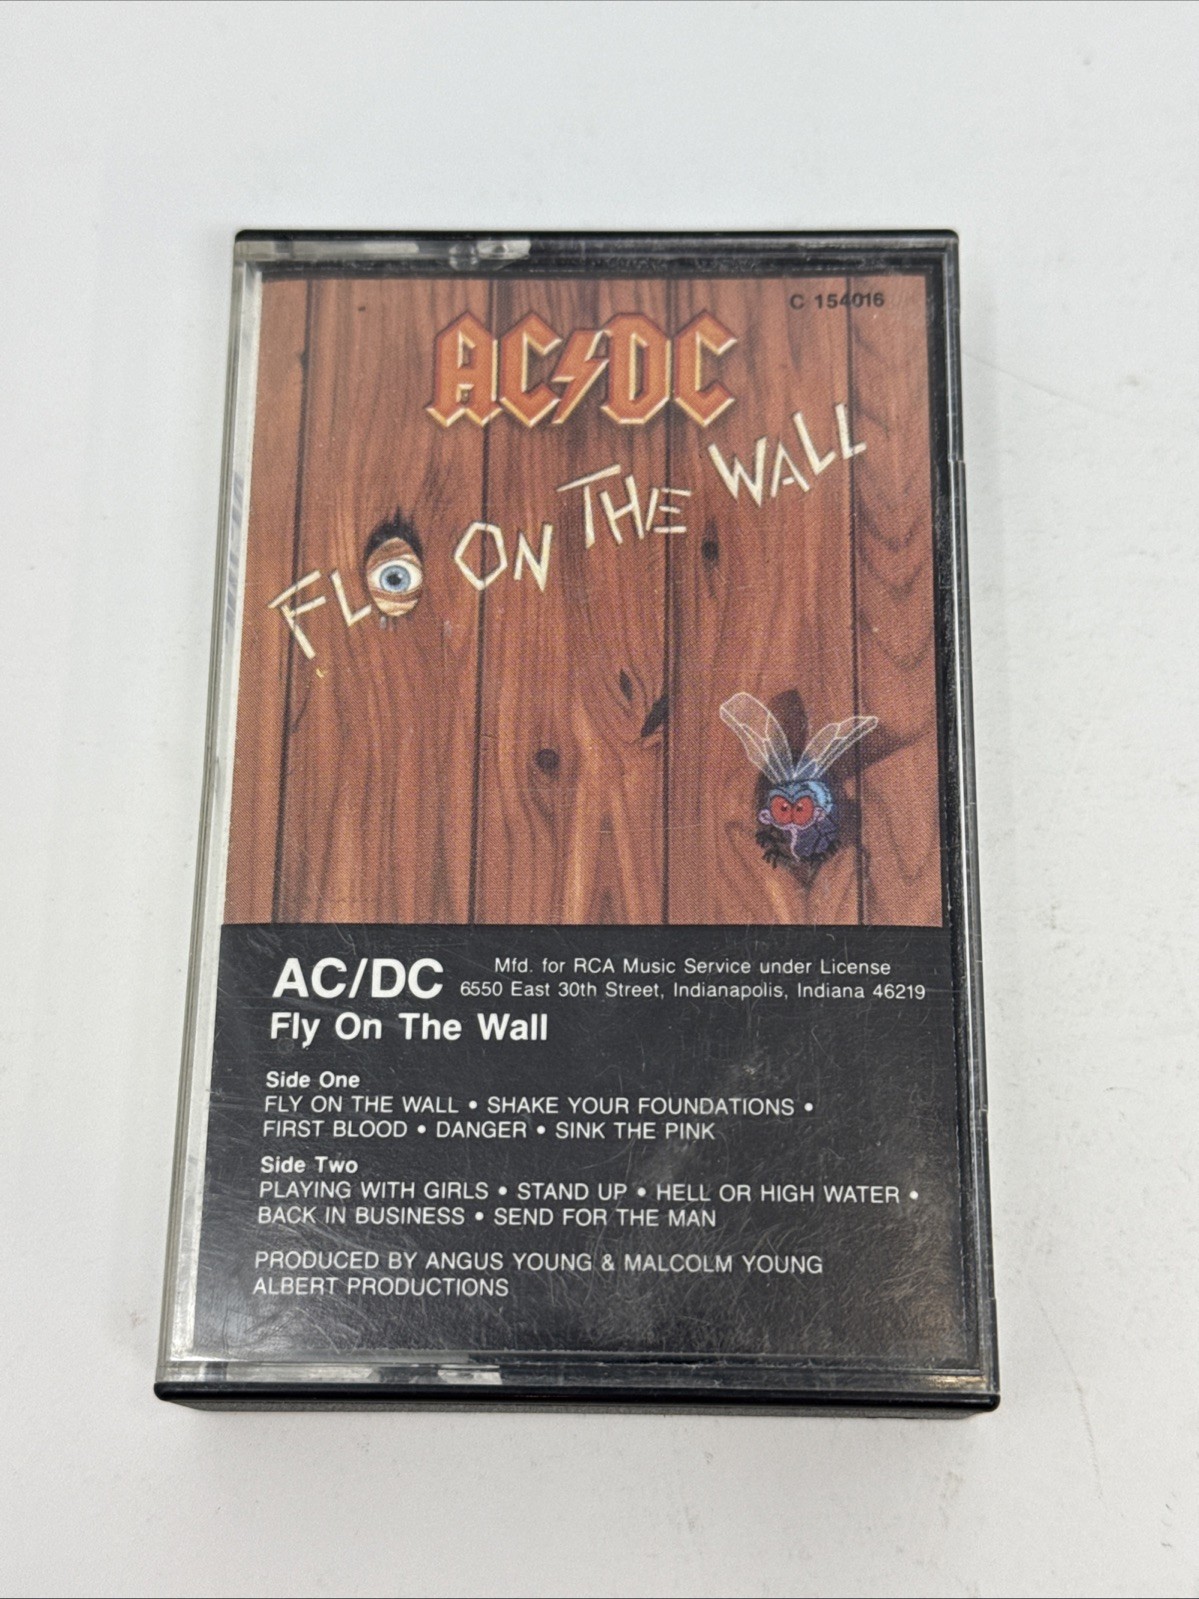 C 154016
AC/DC
FLY ON THE WALL
AC/DC
Mfd. for RCA Music Service under License
6550 East 30th Street, Indianapolis, Indiana 46219
Fly On The Wall
Side One
FLY ON THE WALL • SHAKE YOUR FOUNDATIONS •
FIRST BLOOD • DANGER • SINK THE PINK
Side Two
PLAYING WITH GIRLS • STAND UP • HELL OR HIGH WATER •
BACK IN BUSINESS • SEND FOR THE MAN
PRODUCED BY ANGUS YOUNG & MALCOLM YOUNG
ALBERT PRODUCTIONS